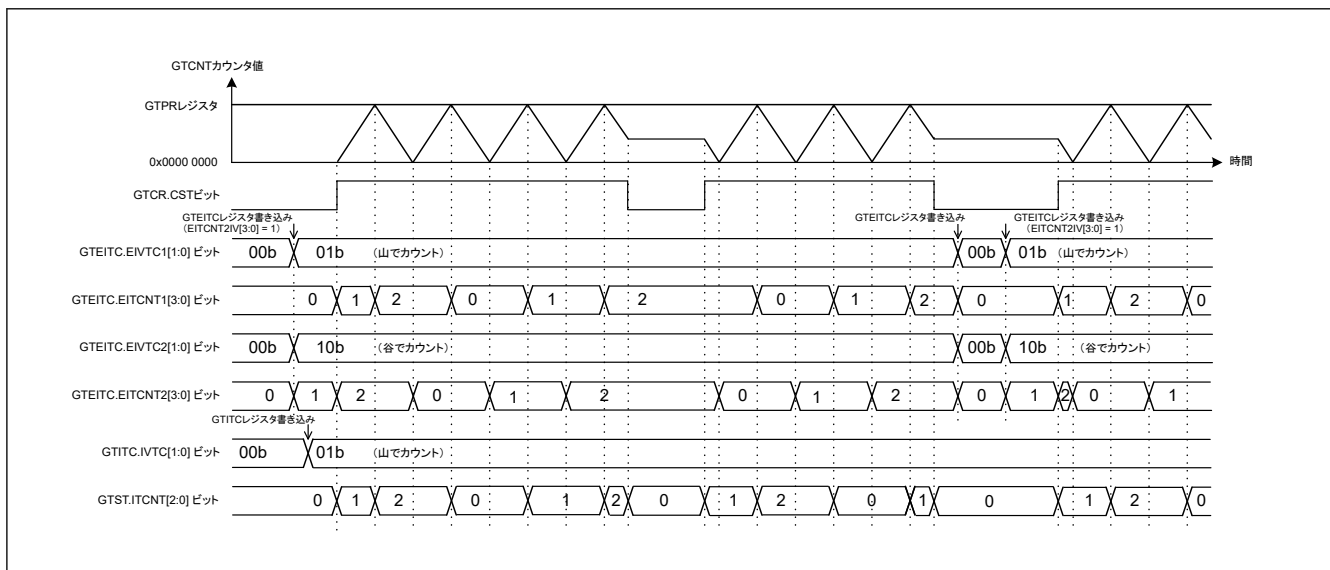 GTCNTカウンタ値
GTPRレジスタ
0x0000 0000
時間
GTCR.CSTビット
GTEITCレジスタ書き込み
（EITCNT2IV[3:0] = 1）
GTEITCレジスタ書き込み
GTEITCレジスタ書き込み
（EITCNT2IV[3:0] = 1）
GTEITC.EIVTC1[1:0] ビット 00b 01b （山でカウント） 00b 01b （山でカウント）
GTEITC.EITCNT1[3:0] ビット 0 1 2 0 1 2 0 1 2 0 1 2 0
GTEITC.EIVTC2[1:0] ビット 00b 10b （谷でカウント） 00b 10b （谷でカウント）
GTEITC.EITCNT2[3:0] ビット 0 1 2 0 1 2 0 1 2 0 1 2 0 1
GTITCレジスタ書き込み
GTITC.IVTC[1:0] ビット 00b 01b （山でカウント）
GTST.ITCNT[2:0] ビット 0 1 2 0 1 2 0 1 2 0 1 0 1 2 0